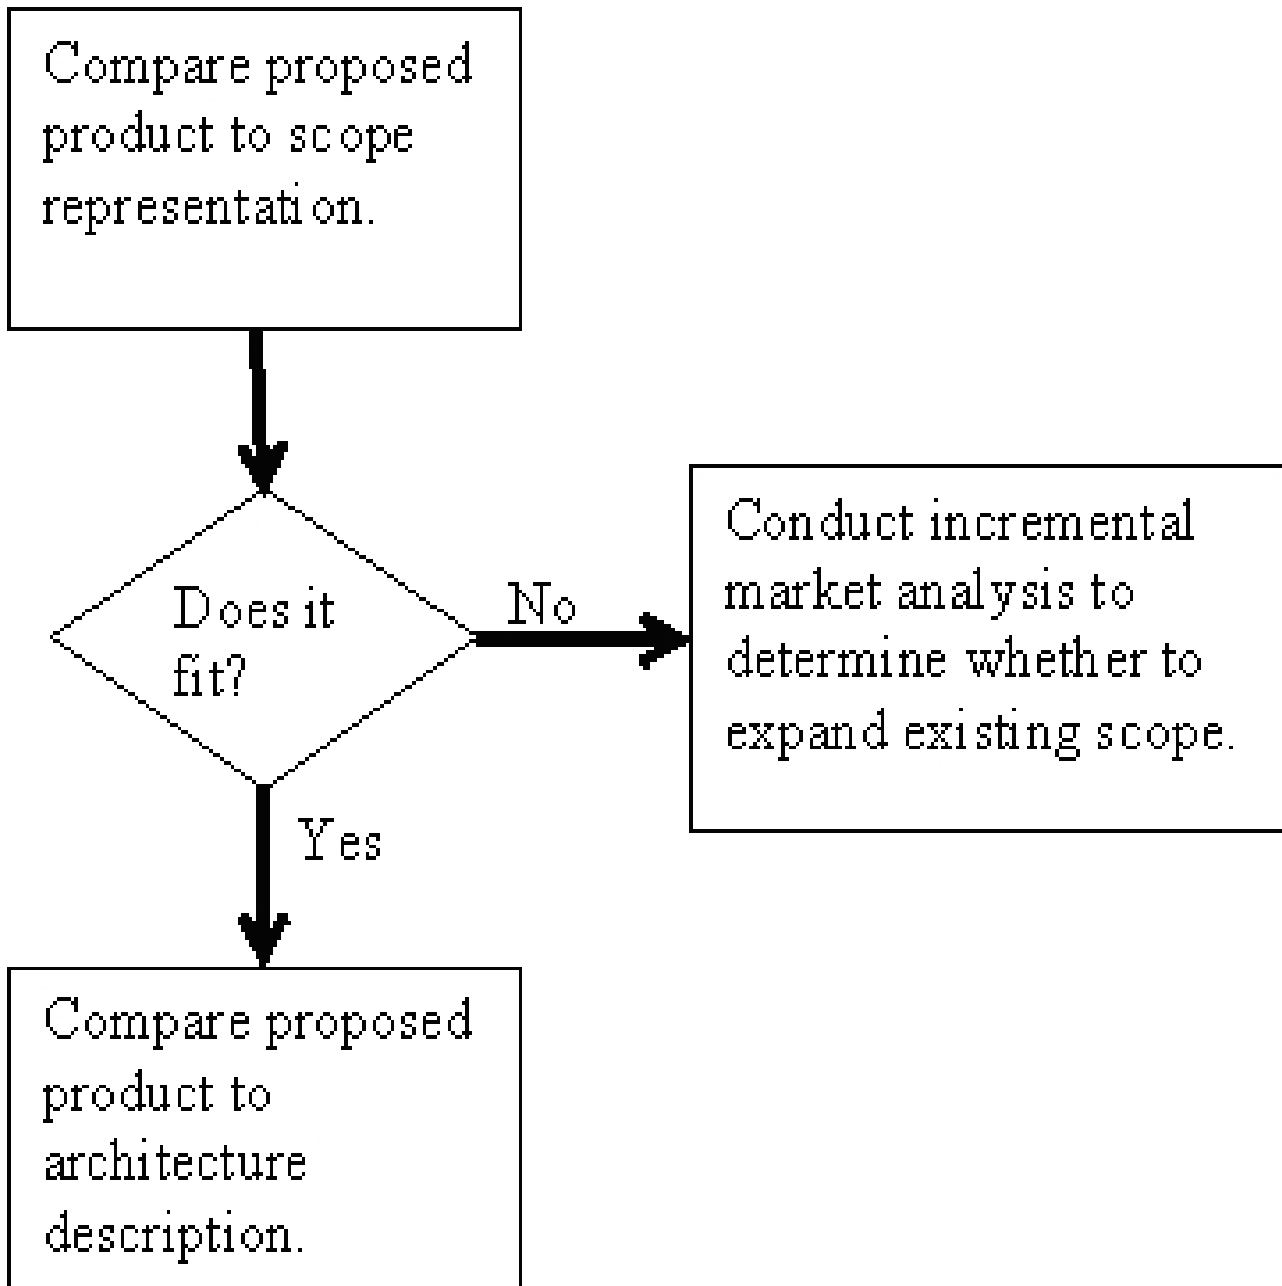 Compare proposed
product to scope
representation.
Does it
fit?
No
Conduct incremental
market analysis to
determine whether to
expand existing scope.
Yes
Compare proposed
product to
architecture
description.